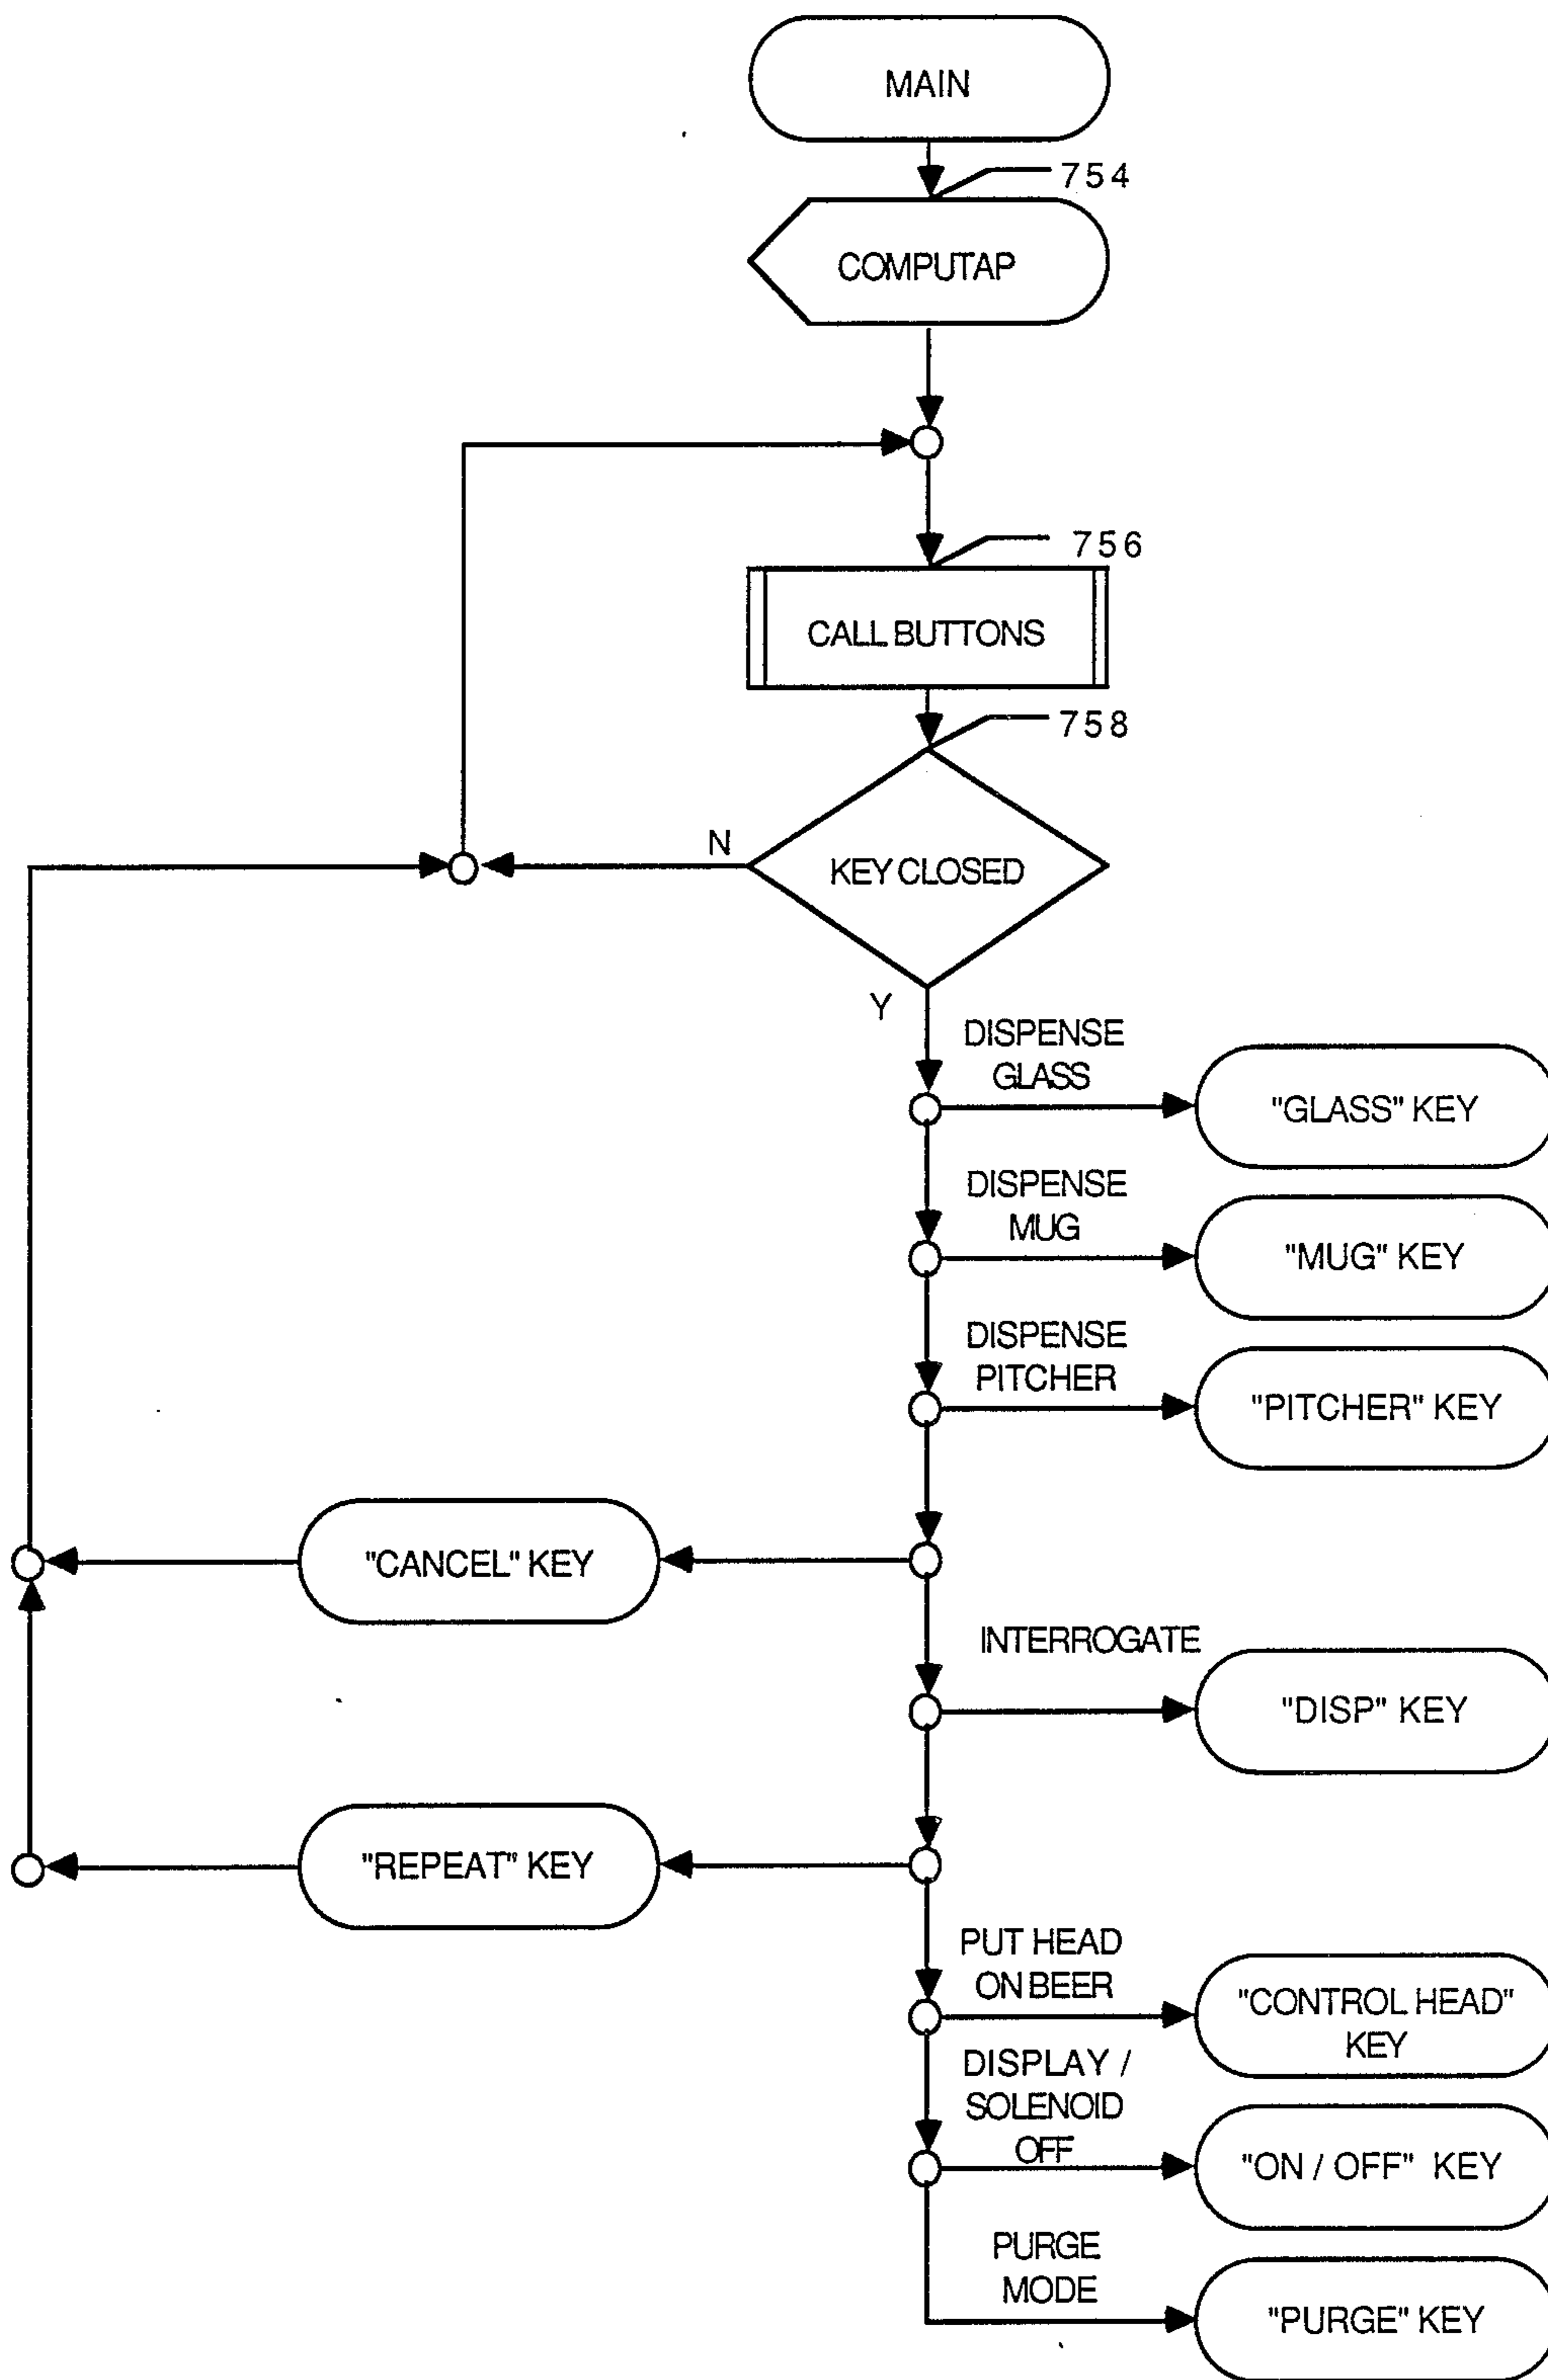 MAIN
754
COMPUTAP
756
CALL BUTTONS
758
N
KEY CLOSED
Y
DISPENSE
GLASS
"GLASS" KEY
DISPENSE
MUG
"MUG" KEY
DISPENSE
PITCHER
"PITCHER" KEY
"CANCEL" KEY
INTERROGATE
"DISP" KEY
"REPEAT" KEY
PUT HEAD
ON BEER
"CONTROL HEAD"
KEY
DISPLAY /
SOLENOID
OFF
"ON / OFF" KEY
PURGE
MODE
"PURGE" KEY